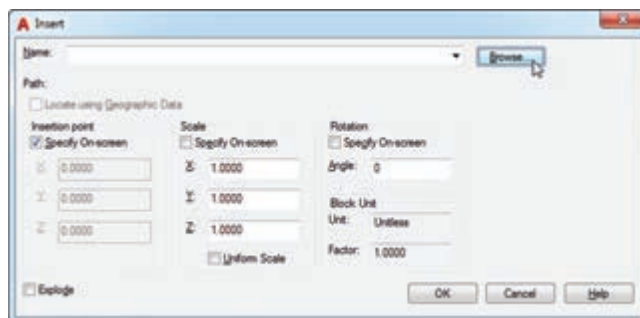 A Insert
Name: Browse...
Path:
Locate using Geographic Data
Insertion point Scale Rotation
Specify On-screen Specify On-screen Specify On-screen
X: 0.0000 X: 1.0000 Angle: 0
Y: 0.0000 Y: 1.0000 Block Unit
Unit: Unitless
Z: 0.0000 Z: 1.0000
Factor: 1.0000
Uniform Scale
Explode OK Cancel Help